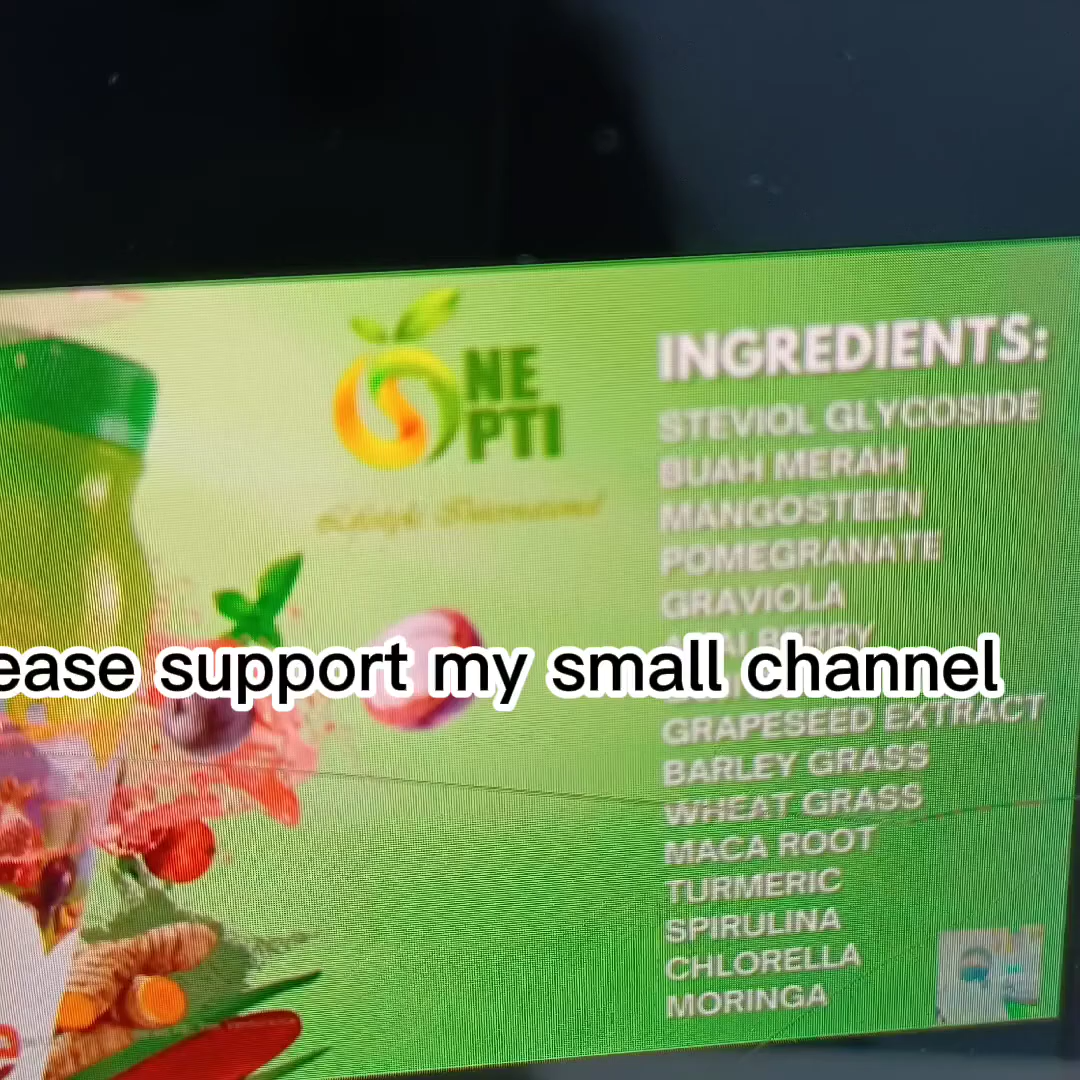 NE
PTI
INGREDIENTS:
STEVIOL GLYCOSIDE
BUAH MERAH
MANGOSTEEN
POMEGRANATE
GRAVIOLA
BERRY
ease support my small channel
GRAPESEED EXTRACT
BARLEY GRASS
WHEAT GRASS
MACA ROOT
TURMERIC
SPIRULINA
CHLORELLA
MORINGA